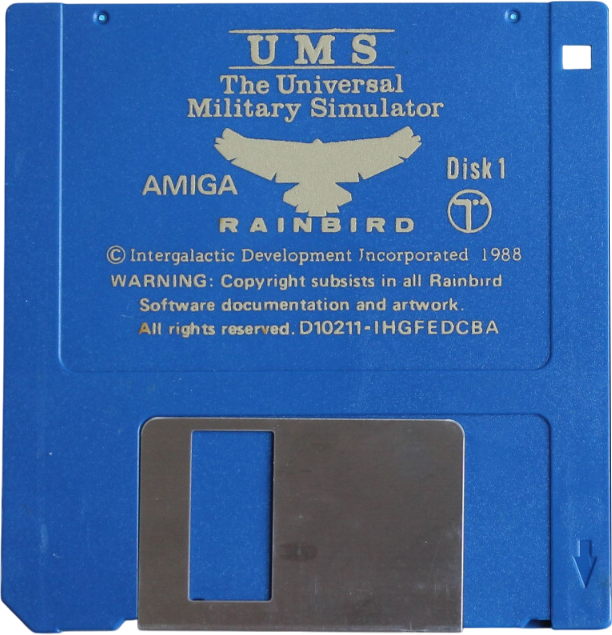 UMS
The Universal
Military Simulator
AMIGA
Disk 1
RAINBIRD
© Intergalactic Development Incorporated 1988
WARNING: Copyright subsists in all Rainbird
Software documentation and artwork.
All rights reserved. D10211-IHGFEDCBA